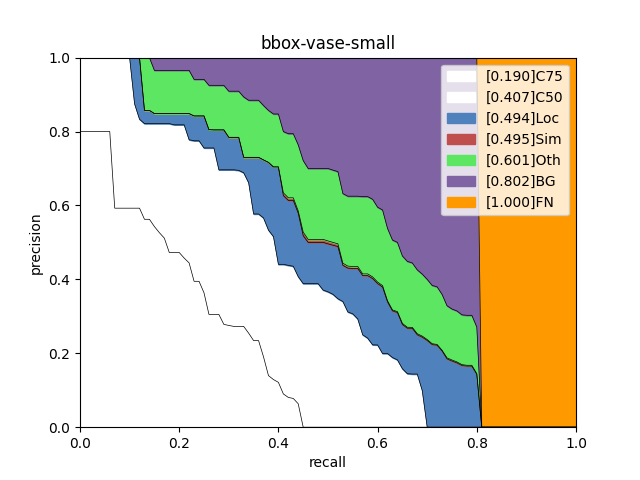 bbox-vase-small
1.0
0.8
0.6
0.4
0.2
0.0
precision
0.0 0.2 0.4 0.6 0.8 1.0
recall
[0.190]C75
[0.407]C50
[0.494]Loc
[0.495]Sim
[0.601]Oth
[0.802]BG
[1.000]FN